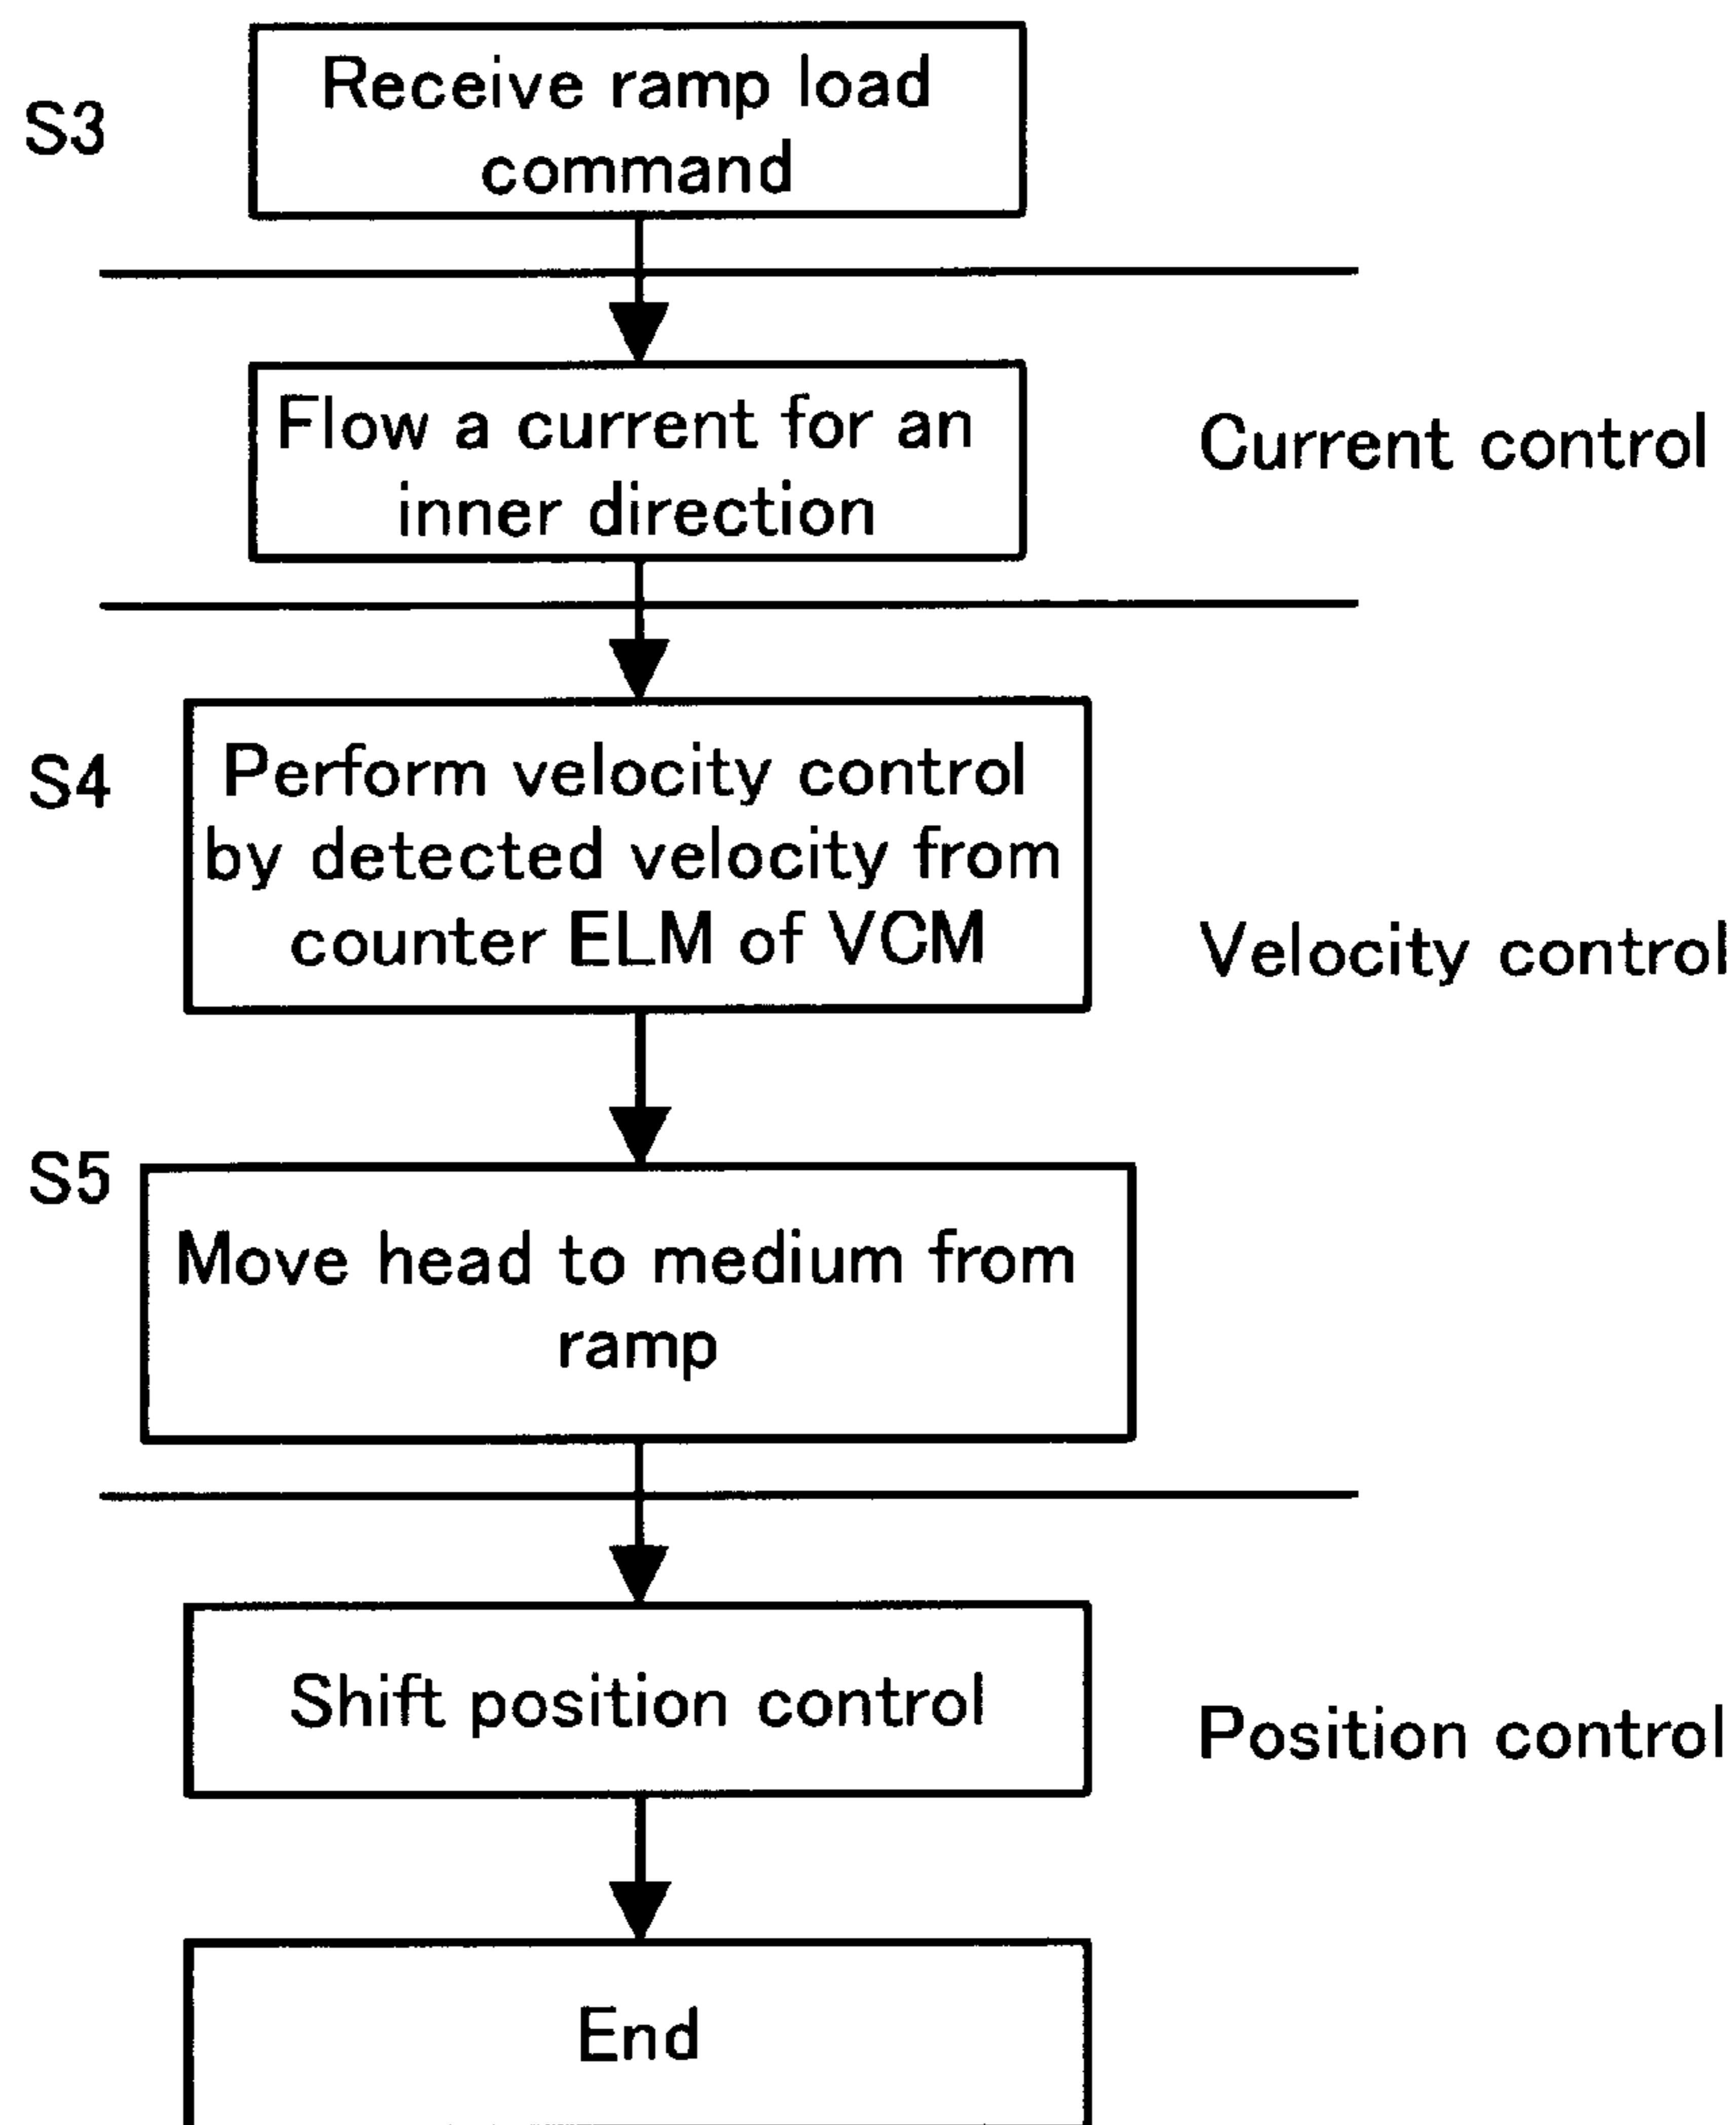 S3
Receive ramp load
command
Flow a current for an
inner direction
Current control
S4
Perform velocity control
by detected velocity from
counter ELM of VCM
Velocity control
S5
Move head to medium from
ramp
Shift position control
Position control
End